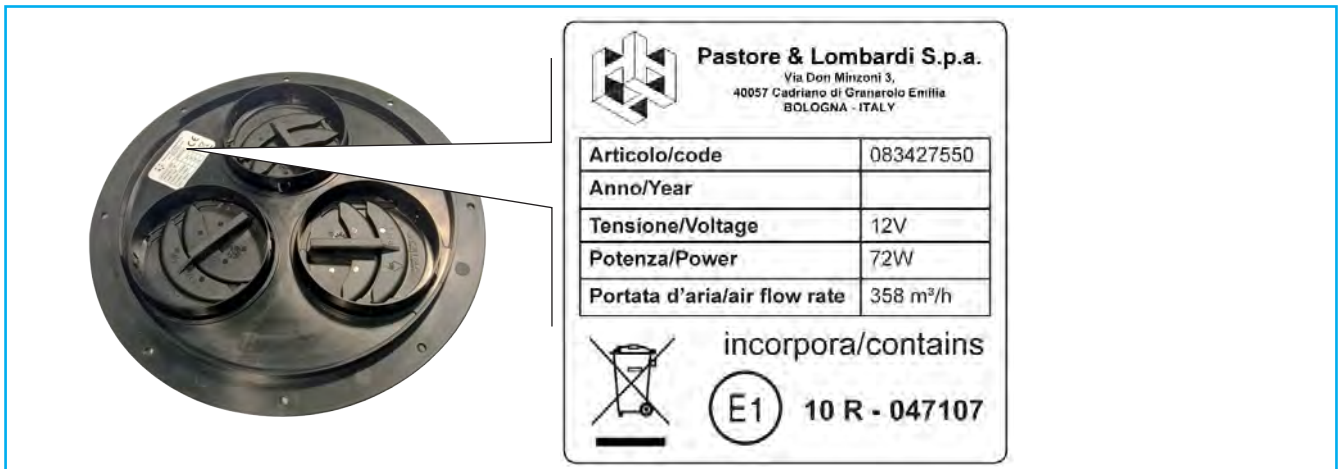 Pastore & Lombardi S.p.a.
Via Don Minzoni 3,
40057 Cadriano di Granarolo Emilia
BOLOGNA - ITALY
Articolo/code 083427550
Anno/Year
Tensione/Voltage 12V
Potenza/Power 72W
Portata d'aria/air flow rate 358 m³/h
incorpora/contains
E1 10 R - 047107